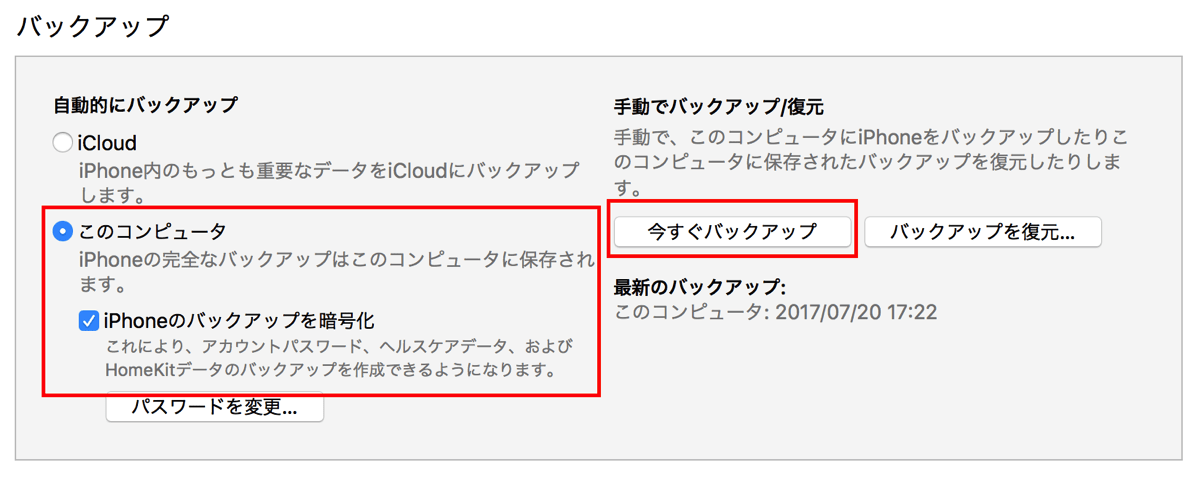 バックアップ
自動的にバックアップ
iCloud
iPhone内のもっとも重要なデータをiCloudにバックアップ
します。
このコンピュータ
iPhoneの完全なバックアップはこのコンピュータに保存され
ます。
iPhoneのバックアップを暗号化
これにより、アカウントパスワード、ヘルスケアデータ、および
HomeKitデータのバックアップを作成できるようになります。
パスワードを変更...
手動でバックアップ/復元
手動で、このコンピュータにiPhoneをバックアップしたりこ
のコンピュータに保存されたバックアップを復元したりしま
す。
今すぐバックアップ
バックアップを復元...
最新のバックアップ:
このコンピュータ: 2017/07/20 17:22